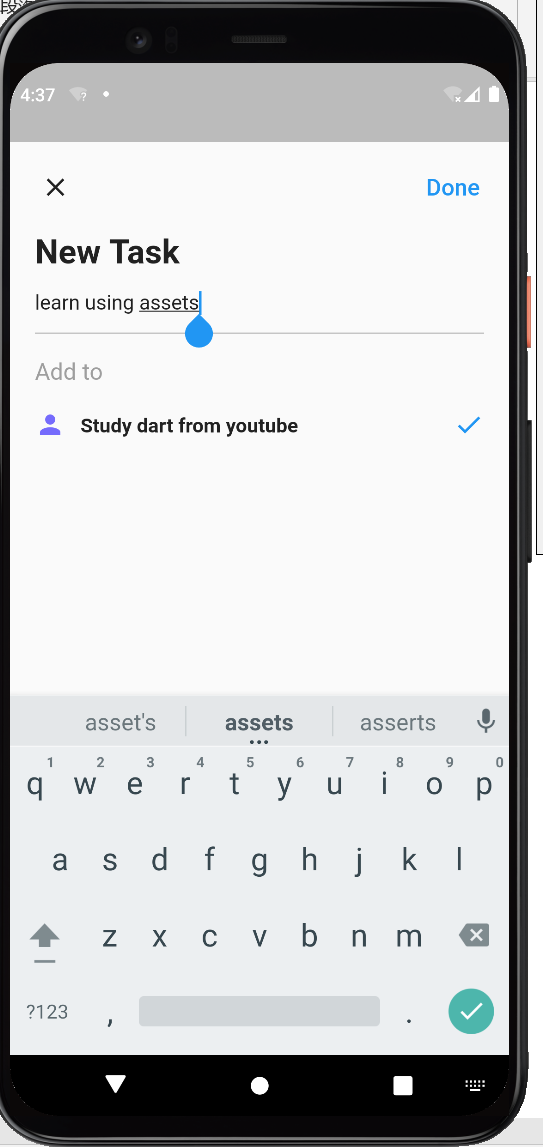 段
4:37
Done
New Task
learn using assets
Add to
Study dart from youtube
asset's assets asserts
1 2 3 4 5 6 7 8 9 0
q w e r t y u i o p
a s d f g h j k l
z x c v b n m
?123 , .